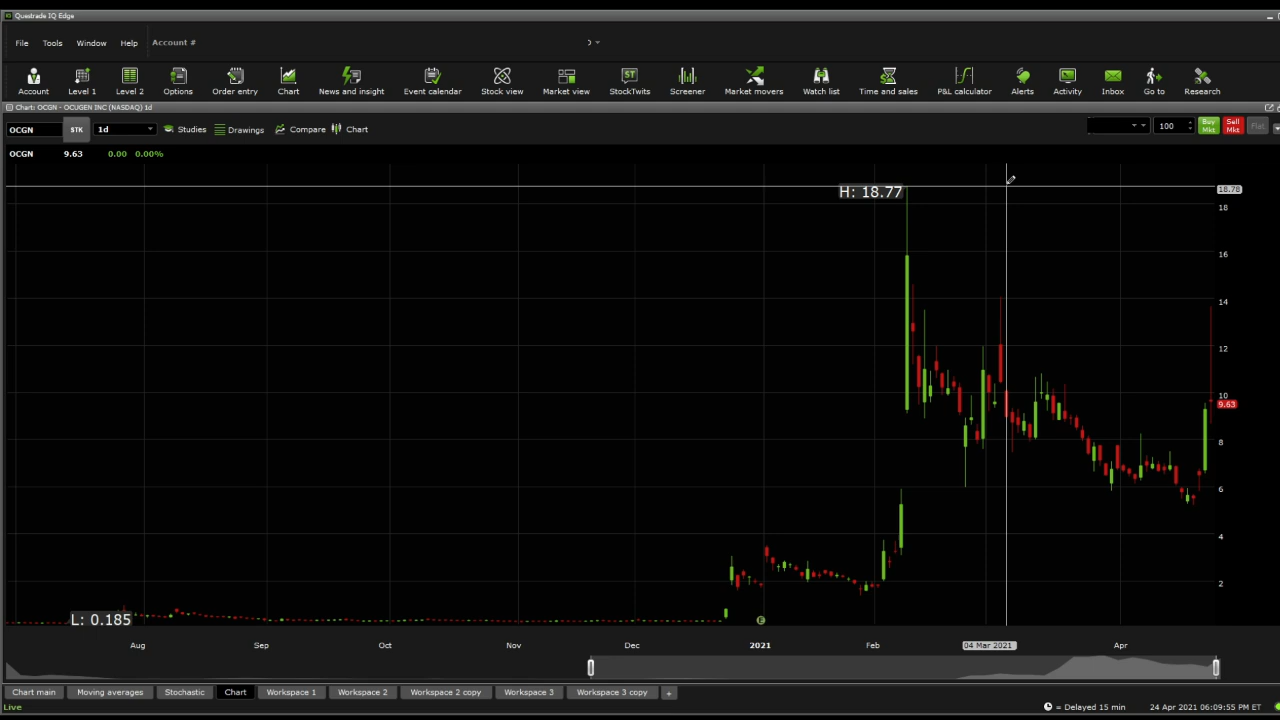 Questrade IQ Edge
File Tools Window Help Account #
Account Level 1 Level 2 Options Order entry Chart News and insight Event calendar Stock view Market view StockTwits Screener Market movers Watch list Time and sales P&L calculator Alerts Activity Inbox Go to Research
Chart: OCGN - OCUGEN INC (NASDAQ) 1d
OCGN STK 1d Studies Drawings Compare Chart 100 Buy Mkt Sell Mkt Flat
OCGN 9.63 0.00 0.00%
H: 18.77
18.78
18
16
14
12
10
9.63
8
6
4
2
L: 0.185
E
Aug Sep Oct Nov Dec 2021 Feb 04 Mar 2021 Apr
Chart main Moving averages Stochastic Chart Workspace 1 Workspace 2 Workspace 2 copy Workspace 3 Workspace 3 copy +
Live = Delayed 15 min 24 Apr 2021 06:09:55 PM ET